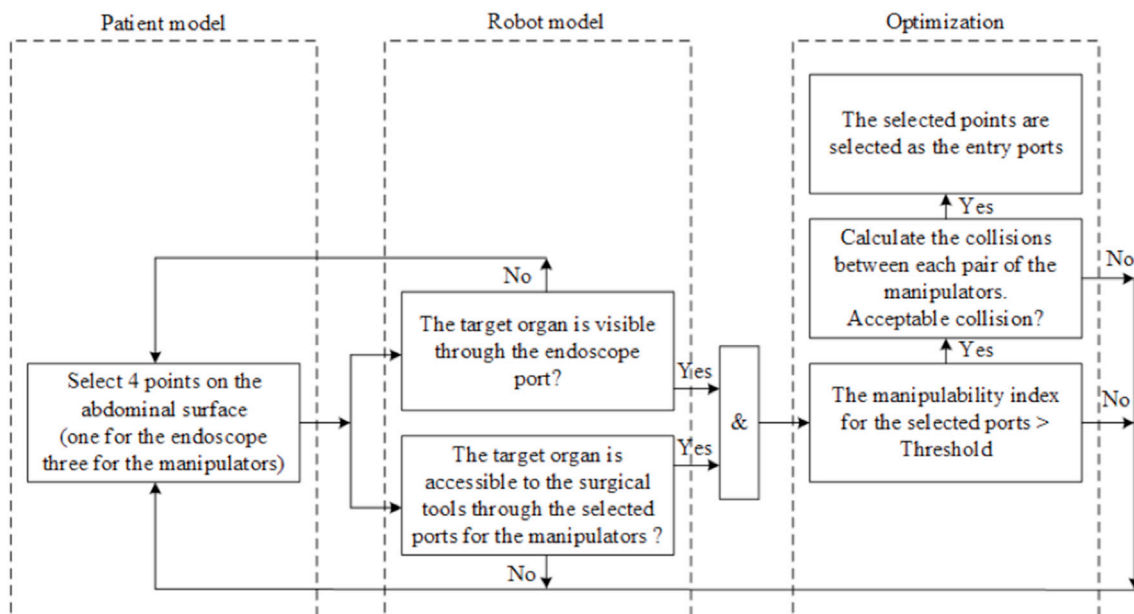 Patient model
Robot model
Optimization
The selected points are
selected as the entry ports
Yes
Calculate the collisions
between each pair of the
manipulators.
Acceptable collision?
No
Yes
The manipulability index
for the selected ports >
Threshold
No
No
The target organ is visible
through the endoscope
port?
Yes
Select 4 points on the
abdominal surface
(one for the endoscope
three for the manipulators)
&
Yes
The target organ is
accessible to the surgical
tools through the selected
ports for the manipulators ?
No